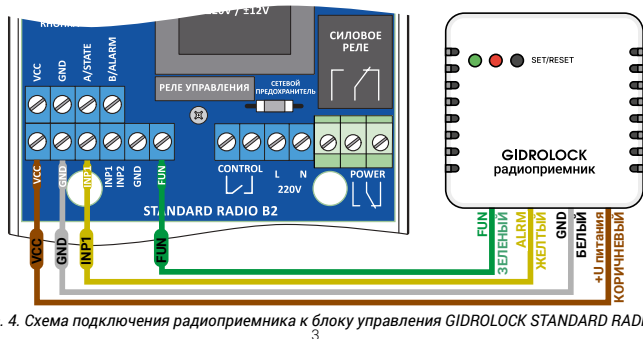 ±12V
СИЛОВОЕ
РЕЛЕ
VCC
GND
A/STATE
B/ALARM
РЕЛЕ УПРАВЛЕНИЯ
СЕТЕВОЙ
ПРЕДОХРАНИТЕЛЬ
VCC
GND
INP1
INP1
INP2
GND
FUN
CONTROL
L
N
220V
POWER
STANDARD RADIO B2
VCC
GND
INP1
FUN
SET/RESET
GIDROLOCK
радиоприемник
FUN
ЗЕЛЕНЫЙ
ALRM
ЖЕЛТЫЙ
GND
БЕЛЫЙ
+U питания
КОРИЧНЕВЫЙ
. 4. Схема подключения радиоприемника к блоку управления GIDROLOCK STANDARD RADI
3